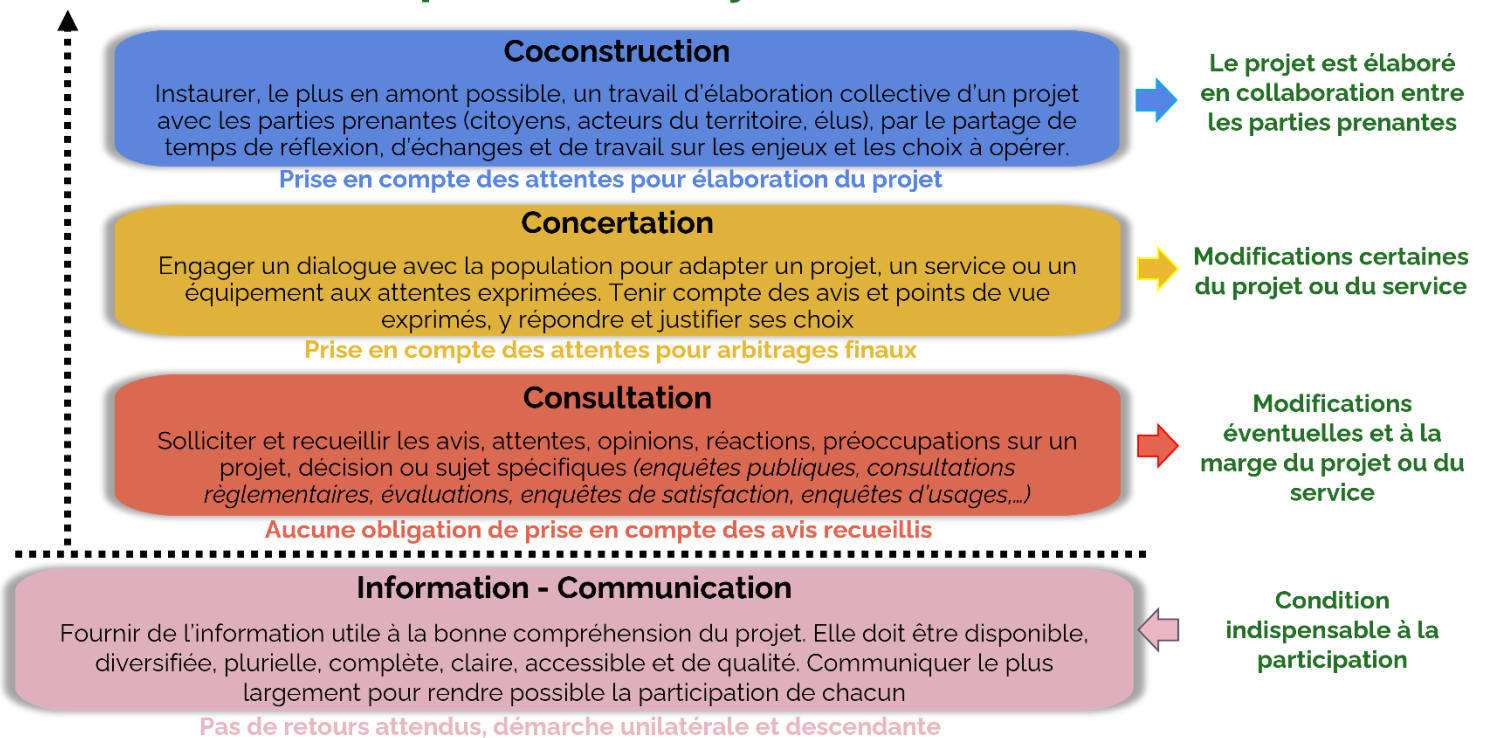 Coconstruction
Instaurer, le plus en amont possible, un travail d’élaboration collective d’un projet
avec les parties prenantes (citoyens, acteurs du territoire, élus), par le partage de
temps de réflexion, d’échanges et de travail sur les enjeux et les choix à opérer.
Prise en compte des attentes pour élaboration du projet
Le projet est élaboré
en collaboration entre
les parties prenantes
Concertation
Engager un dialogue avec la population pour adapter un projet, un service ou un
équipement aux attentes exprimées. Tenir compte des avis et points de vue
exprimés, y répondre et justifier ses choix
Prise en compte des attentes pour arbitrages finaux
Modifications certaines
du projet ou du service
Consultation
Solliciter et recueillir les avis, attentes, opinions, réactions, préoccupations sur un
projet, décision ou sujet spécifiques (enquêtes publiques, consultations
règlementaires, évaluations, enquêtes de satisfaction, enquêtes d’usages,…)
Aucune obligation de prise en compte des avis recueillis
Modifications
éventuelles et à la
marge du projet ou du
service
Information - Communication
Fournir de l’information utile à la bonne compréhension du projet. Elle doit être disponible,
diversifiée, plurielle, complète, claire, accessible et de qualité. Communiquer le plus
largement pour rendre possible la participation de chacun
Pas de retours attendus, démarche unilatérale et descendante
Condition
indispensable à la
participation